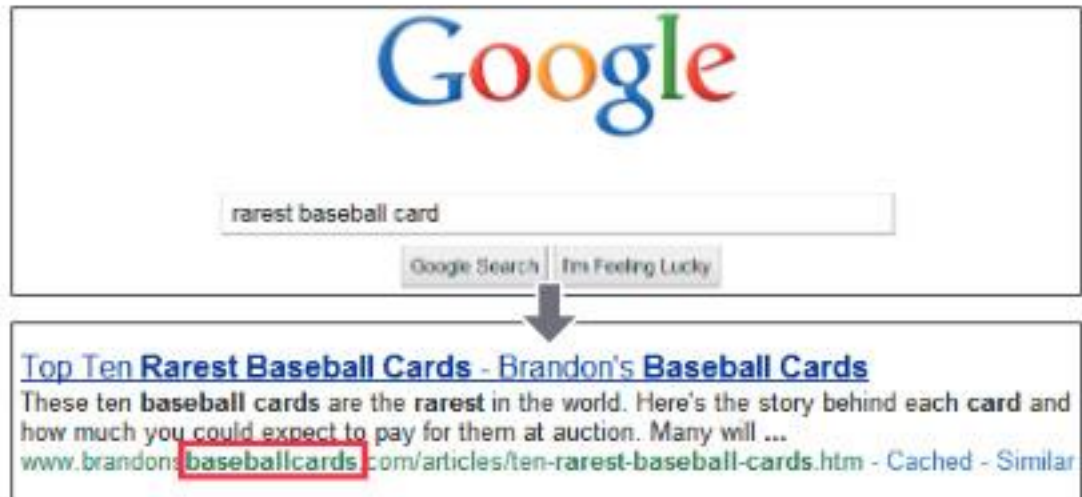 Google
rarest baseball card
Google Search I'm Feeling Lucky
Top Ten Rarest Baseball Cards - Brandon's Baseball Cards
These ten baseball cards are the rarest in the world. Here's the story behind each card and
how much you could expect to pay for them at auction. Many will ...
www.brandonsbaseballcards.com/articles/ten-rarest-baseball-cards.htm - Cached - Similar